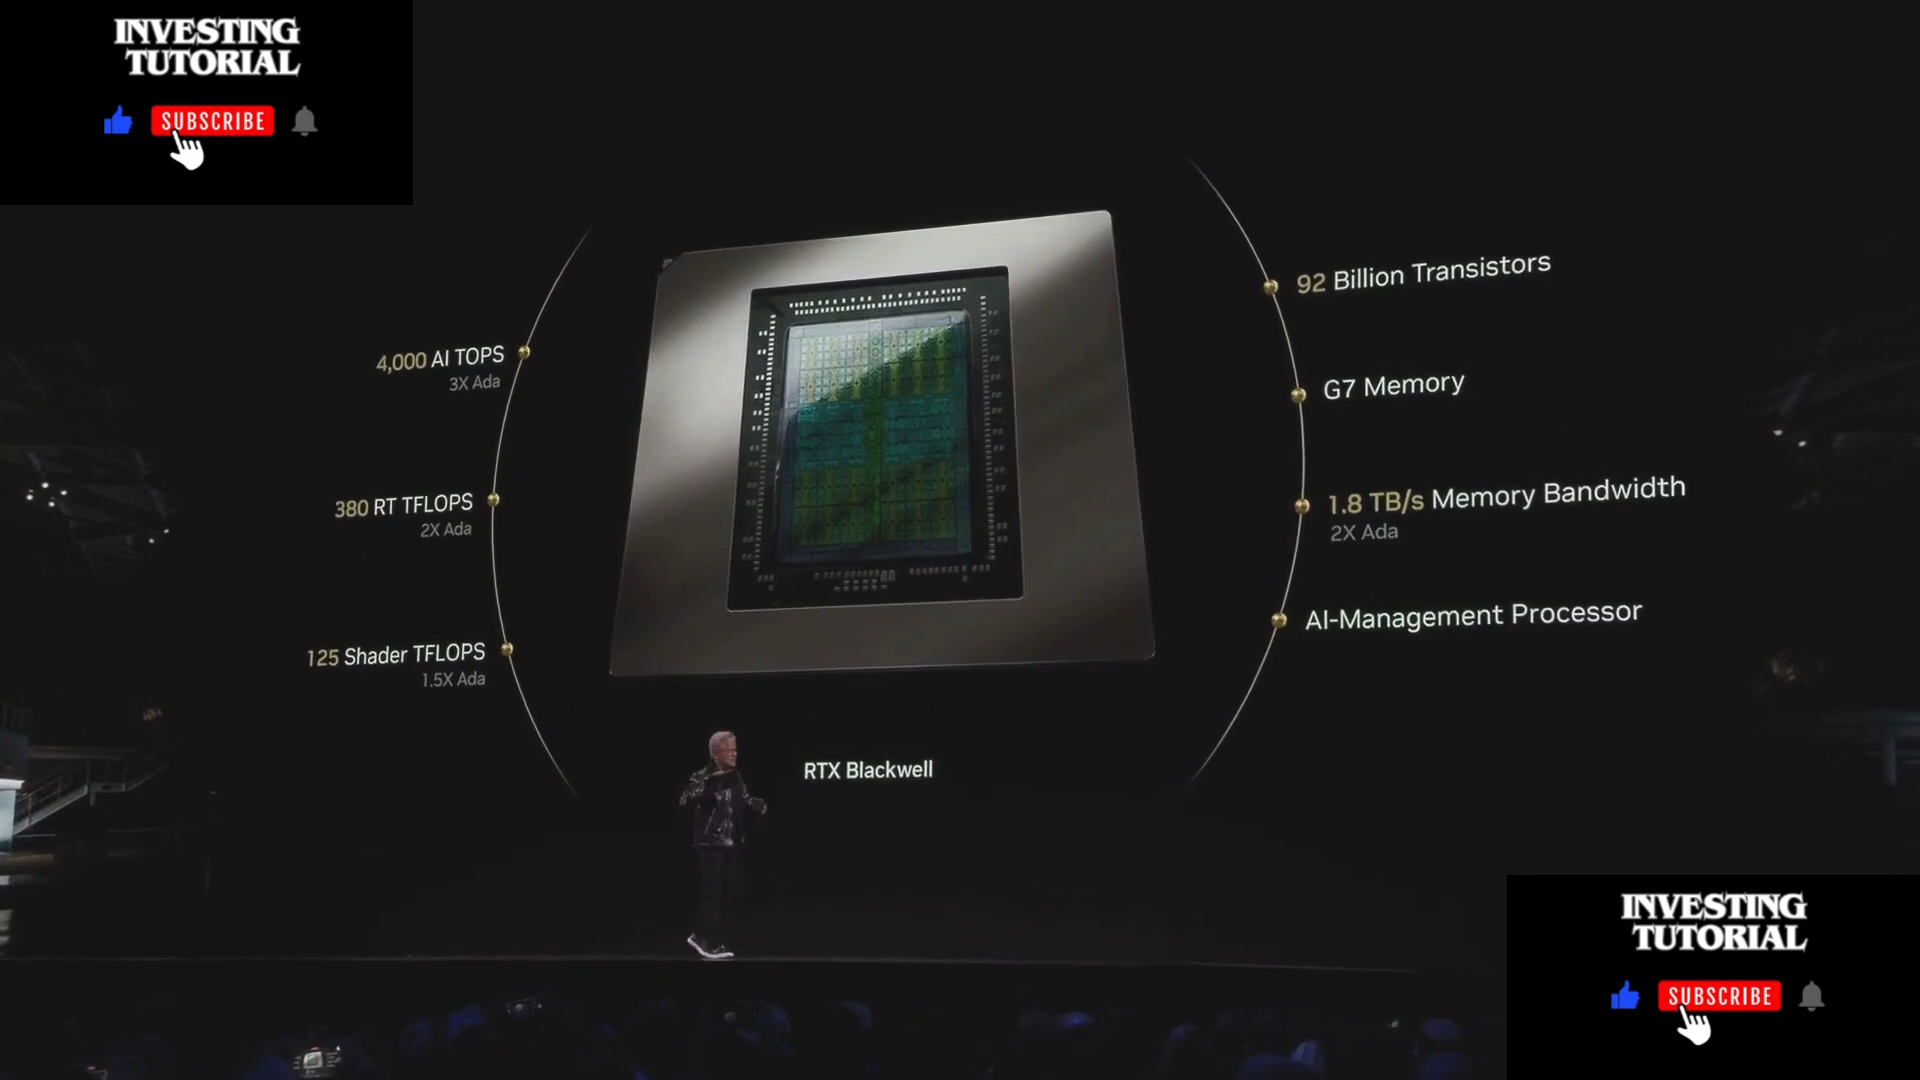 INVESTING
TUTORIAL
SUBSCRIBE
4,000 AI TOPS
3X Ada
380 RT TFLOPS
2X Ada
125 Shader TFLOPS
1.5X Ada
92 Billion Transistors
G7 Memory
1.8 TB/s Memory Bandwidth
2X Ada
AI-Management Processor
RTX Blackwell
INVESTING
TUTORIAL
SUBSCRIBE